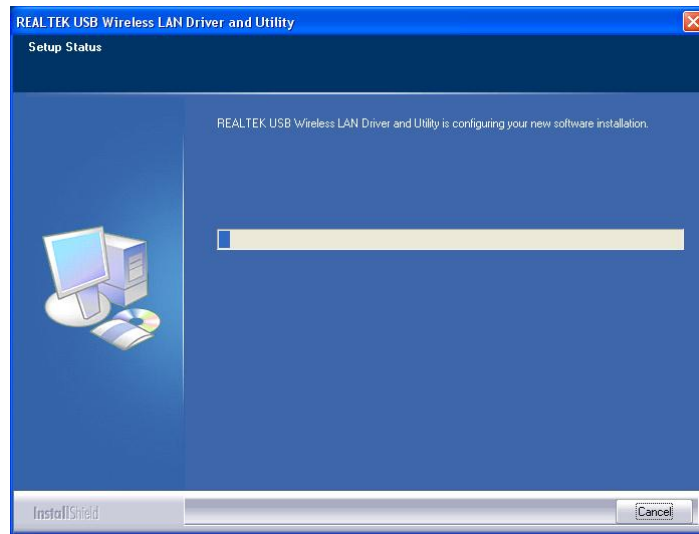 REALTEK USB Wireless LAN Driver and Utility
Setup Status
REALTEK USB Wireless LAN Driver and Utility is configuring your new software installation.
InstallShield
Cancel